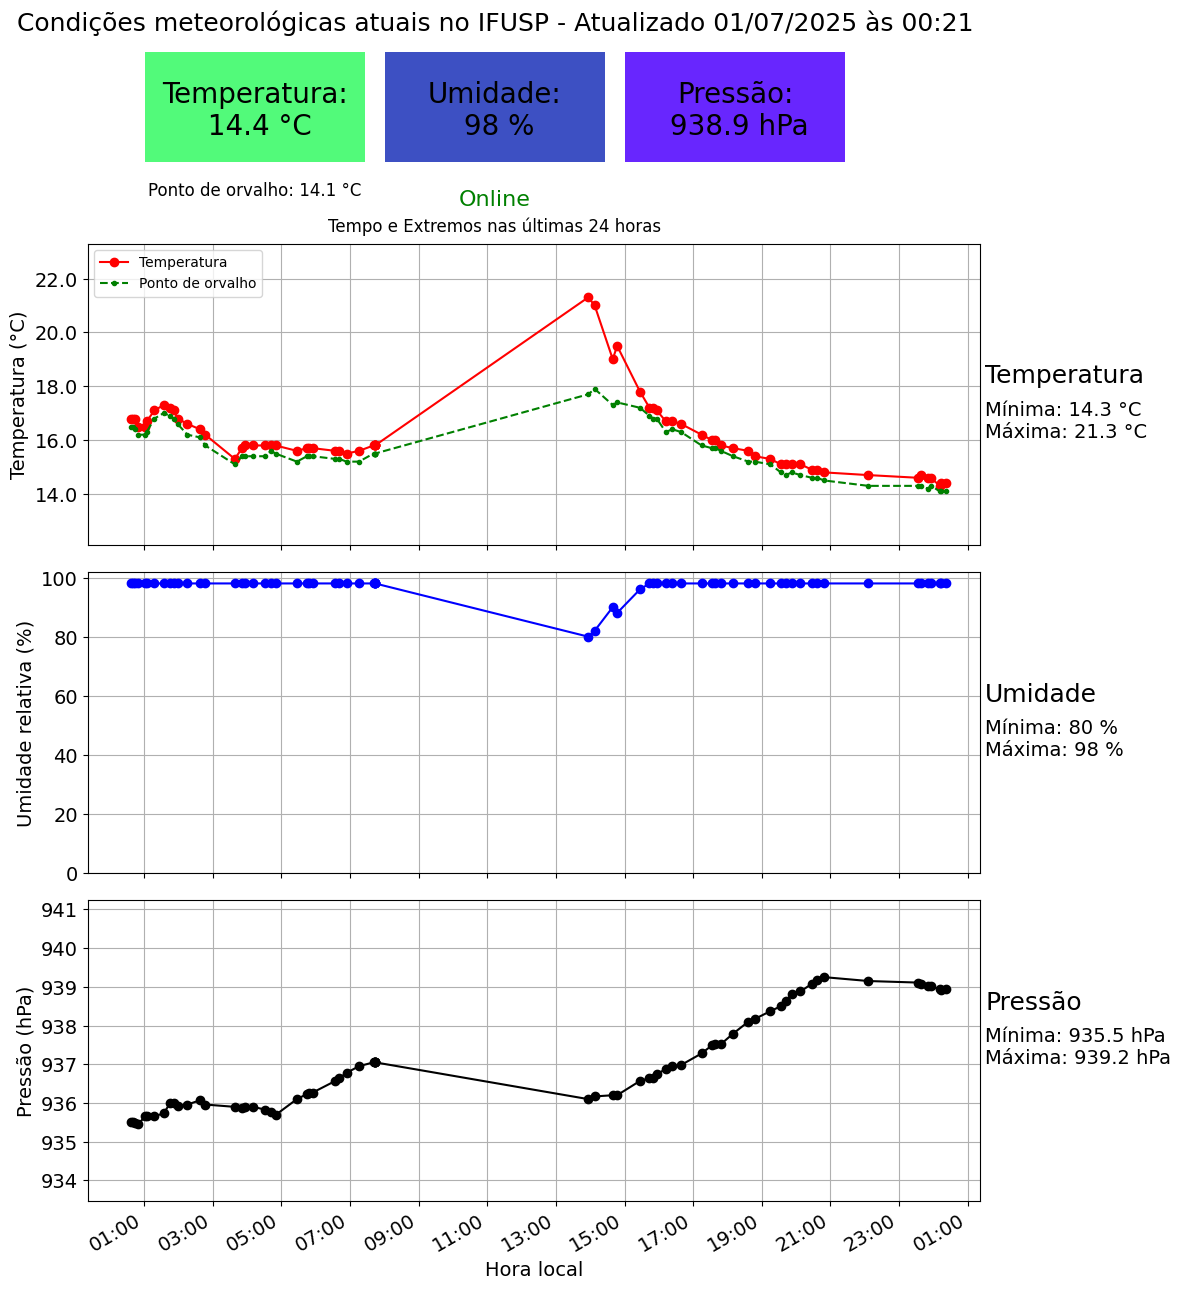 Condições meteorológicas atuais no IFUSP - Atualizado 01/07/2025 às 00:21
Temperatura:
14.4 °C
Umidade:
98 %
Pressão:
938.9 hPa
Ponto de orvalho: 14.1 °C
Online
Tempo e Extremos nas últimas 24 horas
Temperatura (°C)
22.0
20.0
18.0
16.0
14.0
Temperatura
Ponto de orvalho
Temperatura
Mínima: 14.3 °C
Máxima: 21.3 °C
Umidade relativa (%)
100
80
60
40
20
0
Umidade
Mínima: 80 %
Máxima: 98 %
Pressão (hPa)
941
940
939
938
937
936
935
934
Pressão
Mínima: 935.5 hPa
Máxima: 939.2 hPa
01:00 03:00 05:00 07:00 09:00 11:00 13:00 15:00 17:00 19:00 21:00 23:00 01:00
Hora local